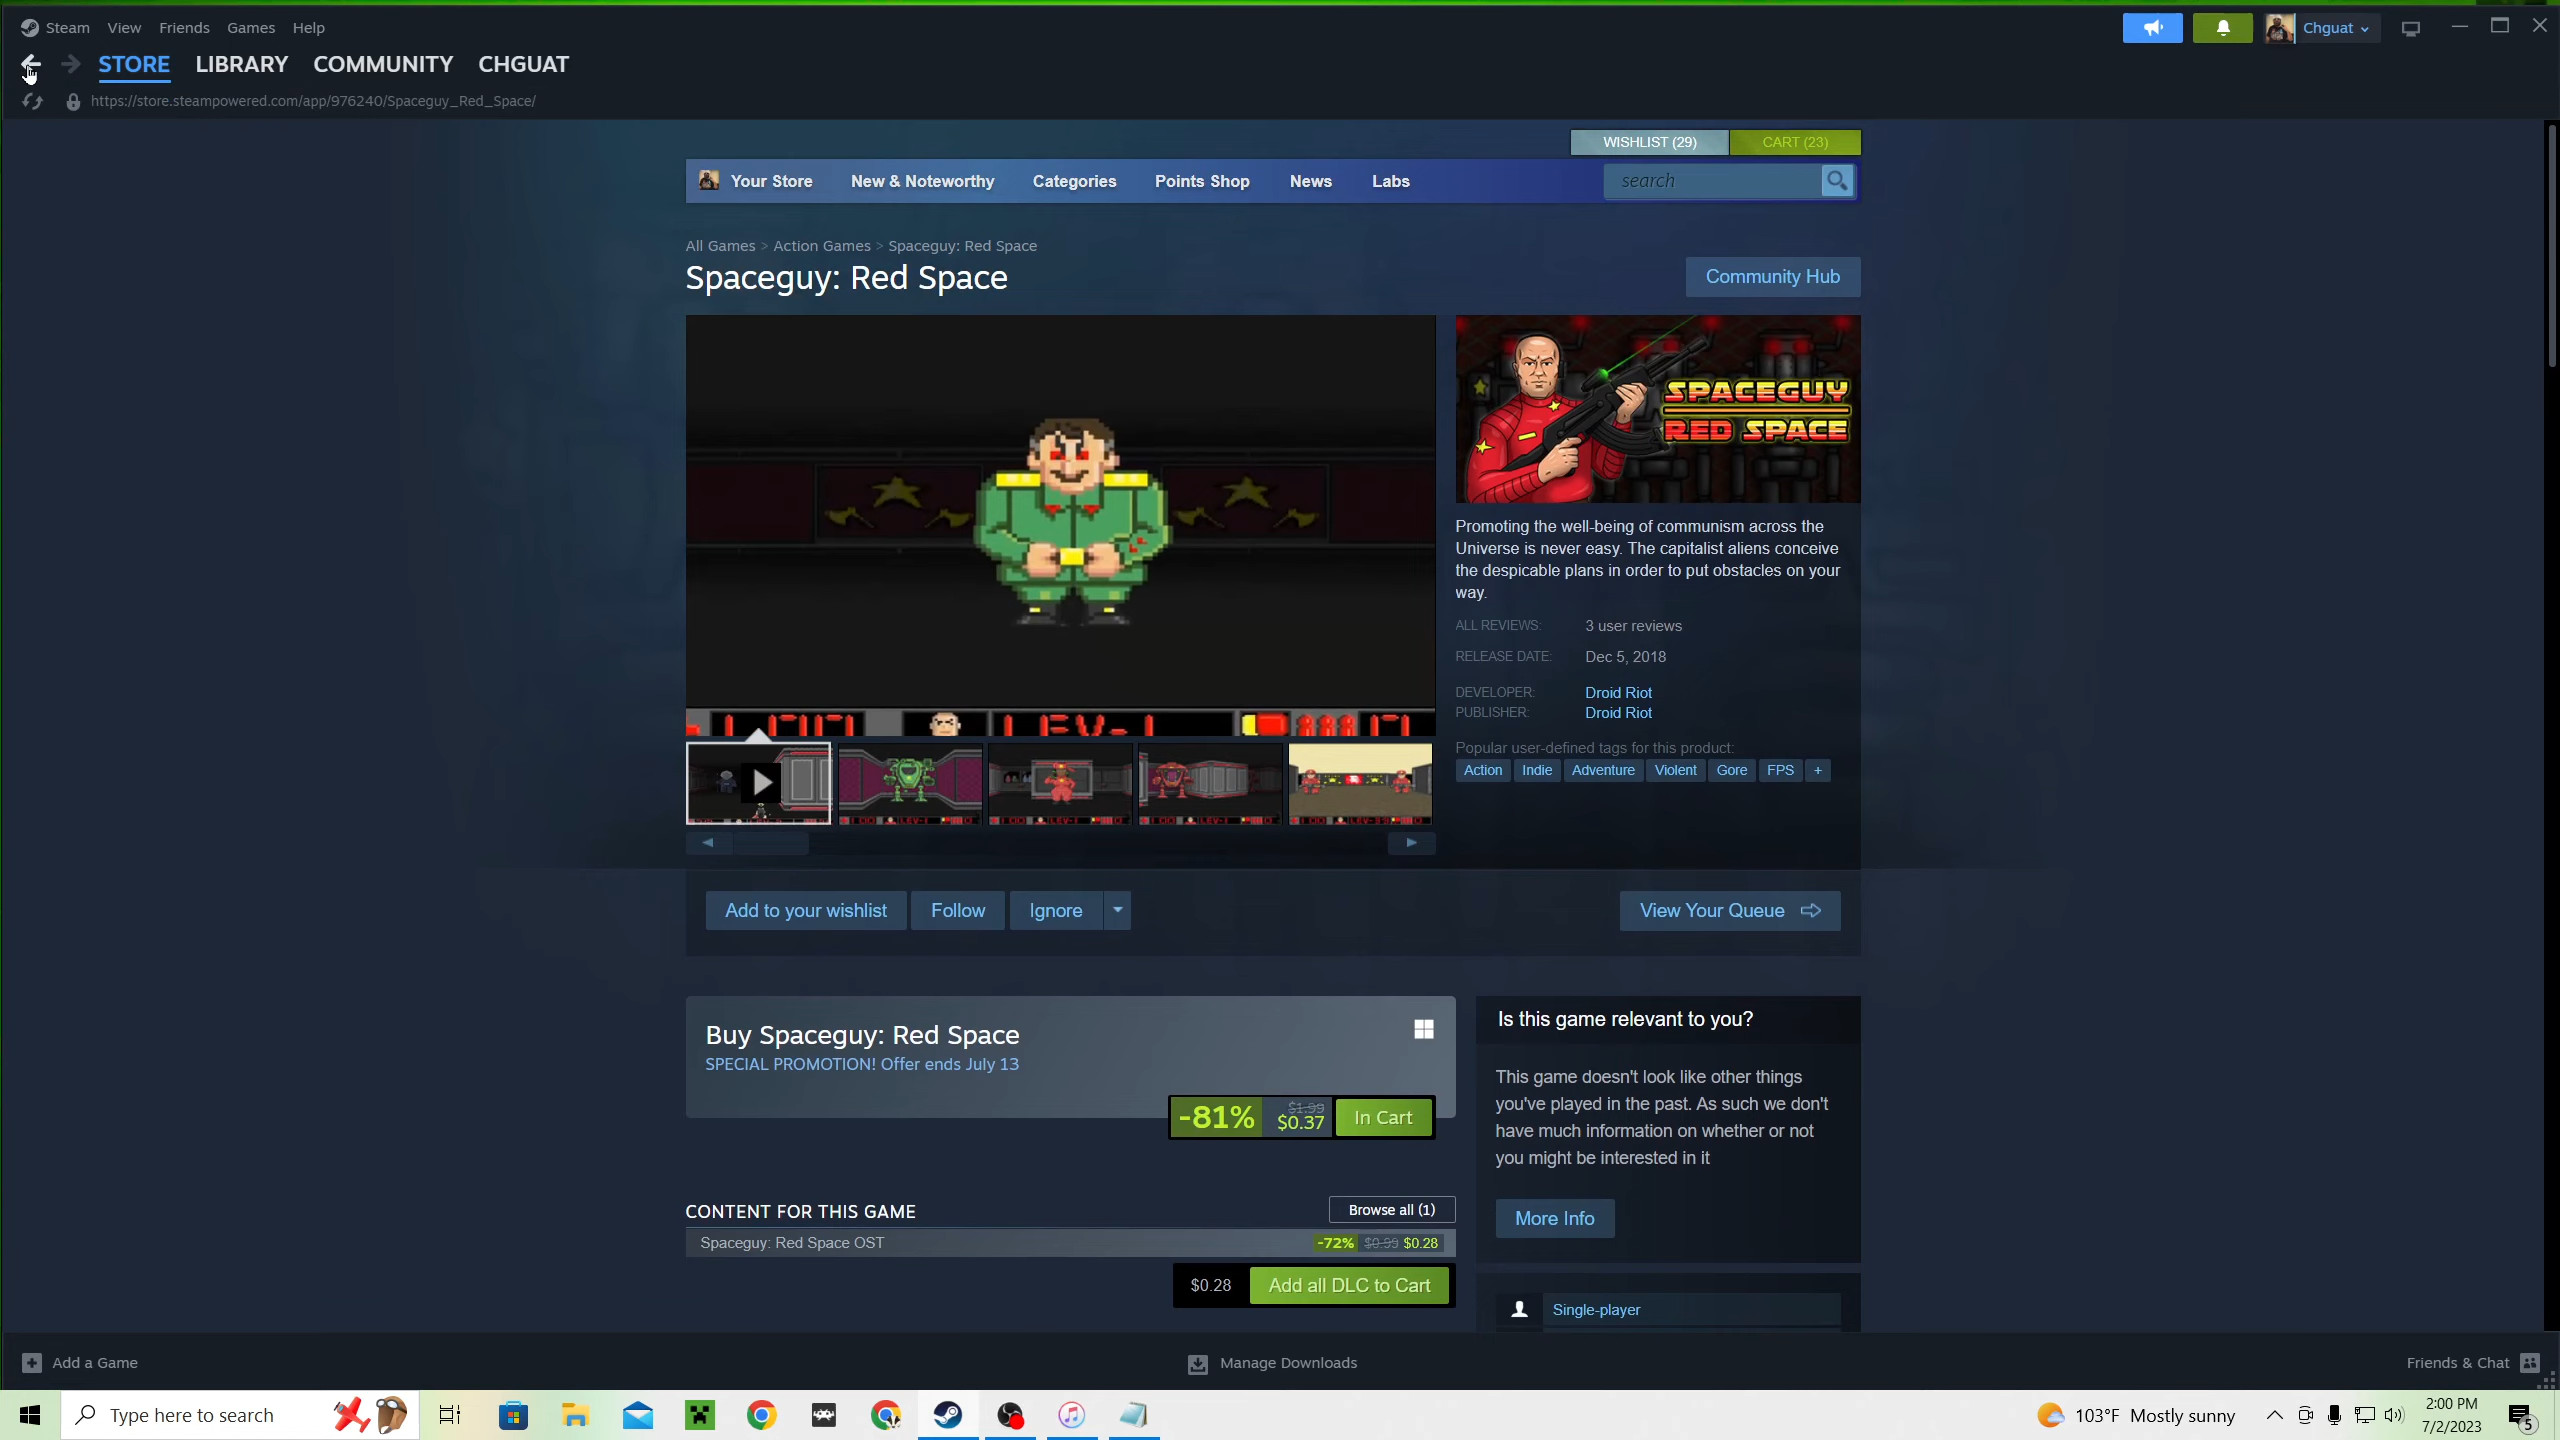 Steam View Friends Games Help
Chguat
STORE LIBRARY COMMUNITY CHGUAT
https://store.steampowered.com/app/976240/Spaceguy_Red_Space/
WISHLIST (29) CART (23)
Your Store New & Noteworthy Categories Points Shop News Labs search
All Games > Action Games > Spaceguy: Red Space
Spaceguy: Red Space
Community Hub
SPACEGUY
RED SPACE
Promoting the well-being of communism across the
Universe is never easy. The capitalist aliens conceive
the despicable plans in order to put obstacles on your
way.
ALL REVIEWS: 3 user reviews
RELEASE DATE: Dec 5, 2018
DEVELOPER: Droid Riot
PUBLISHER: Droid Riot
Popular user-defined tags for this product:
Action Indie Adventure Violent Gore FPS +
Add to your wishlist Follow Ignore
View Your Queue
Buy Spaceguy: Red Space
SPECIAL PROMOTION! Offer ends July 13
-81% $1.99 $0.37 In Cart
Is this game relevant to you?
This game doesn't look like other things
you've played in the past. As such we don't
have much information on whether or not
you might be interested in it
More Info
CONTENT FOR THIS GAME
Browse all (1)
Spaceguy: Red Space OST -72% $0.99 $0.28
$0.28 Add all DLC to Cart
Single-player
Add a Game
Manage Downloads
Friends & Chat
Type here to search
103°F Mostly sunny
2:00 PM
7/2/2023
5